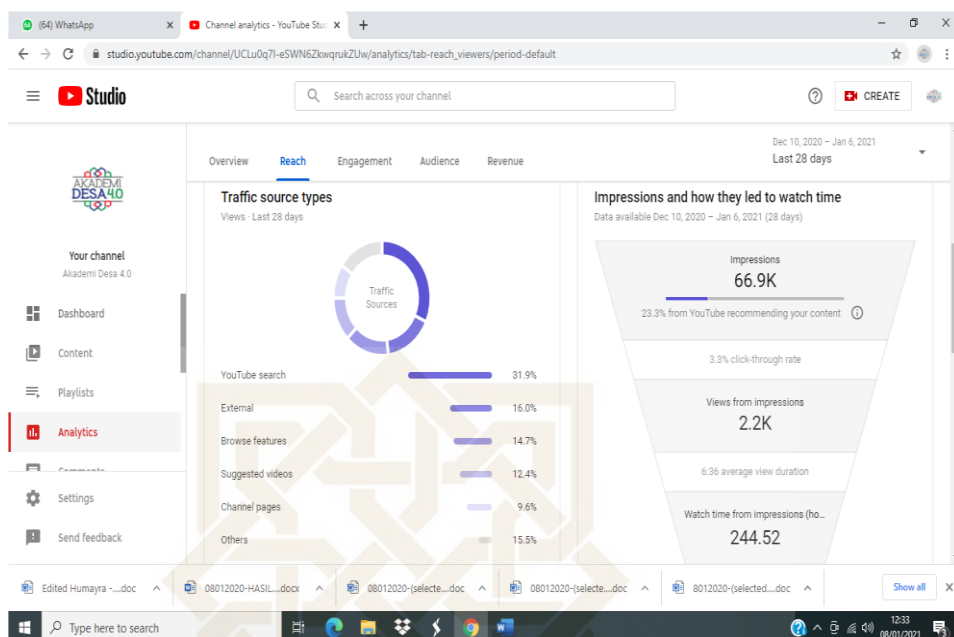 (64) WhatsApp
Channel analytics - YouTube Stu
studio.youtube.com/channel/UCLu0q7l-eSWN6ZkwqrukZUw/analytics/tab-reach_viewers/period-default
Studio
Search across your channel
CREATE
AKADEMI
DESA4.0
Your channel
Akademi Desa 4.0
Dashboard
Content
Playlists
Analytics
Comments
Settings
Send feedback
Overview Reach Engagement Audience Revenue
Dec 10, 2020 – Jan 6, 2021
Last 28 days
Traffic source types
Views · Last 28 days
Traffic
Sources
YouTube search 31.9%
External 16.0%
Browse features 14.7%
Suggested videos 12.4%
Channel pages 9.6%
Others 15.5%
Impressions and how they led to watch time
Data available Dec 10, 2020 – Jan 6, 2021 (28 days)
Impressions
66.9K
23.3% from YouTube recommending your content
3.3% click-through rate
Views from impressions
2.2K
6:36 average view duration
Watch time from impressions (ho...
244.52
Edited Humayra -....doc 08012020-HASIL....docx 08012020-(selecte....doc 08012020-(selecte....doc 8012020-(selected....doc Show all
Type here to search
12:33
08/01/2021